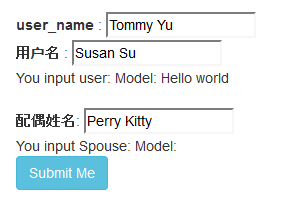 user_name : Tommy Yu
用户名 : Susan Su
You input user: Model: Hello world
配偶姓名: Perry Kitty
You input Spouse: Model:
Submit Me